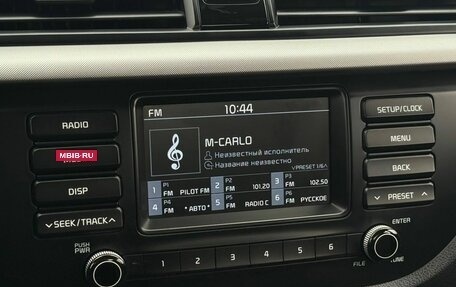 FM 10:44
SETUP/CLOCK
RADIO
M-CARLO
MENU
Неизвестный исполнитель
MBIB-RU
Название неизвестно
BACK
˅PRESET 1/6˄
DISP
1 P1 FM PILOT FM 2 P2 FM 101.20 3 P3 FM 102.50
˅ PRESET ˄
4 P4 FM * АВТО * 5 P5 FM RADIO C 6 P6 FM РУССКОЕ
˅ SEEK/TRACK ˄
ENTER
PUSH PWR
1 2 3 4 5 6
FILE TUNE